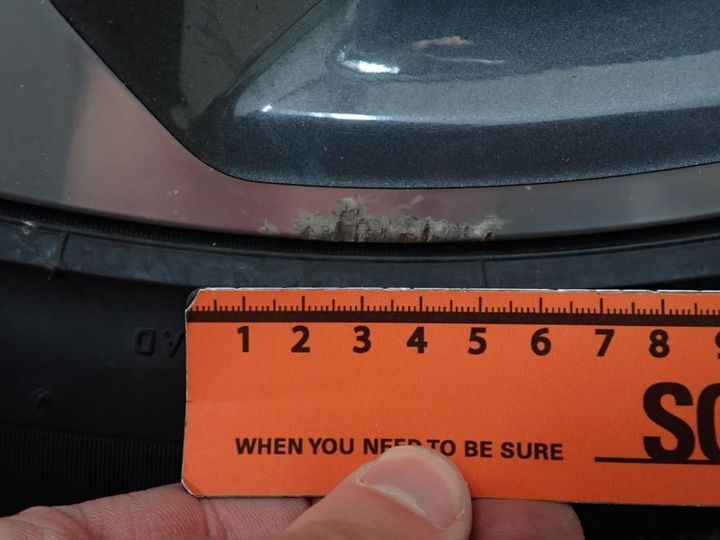 1 2 3 4 5 6 7 8
WHEN YOU NEED TO BE SURE